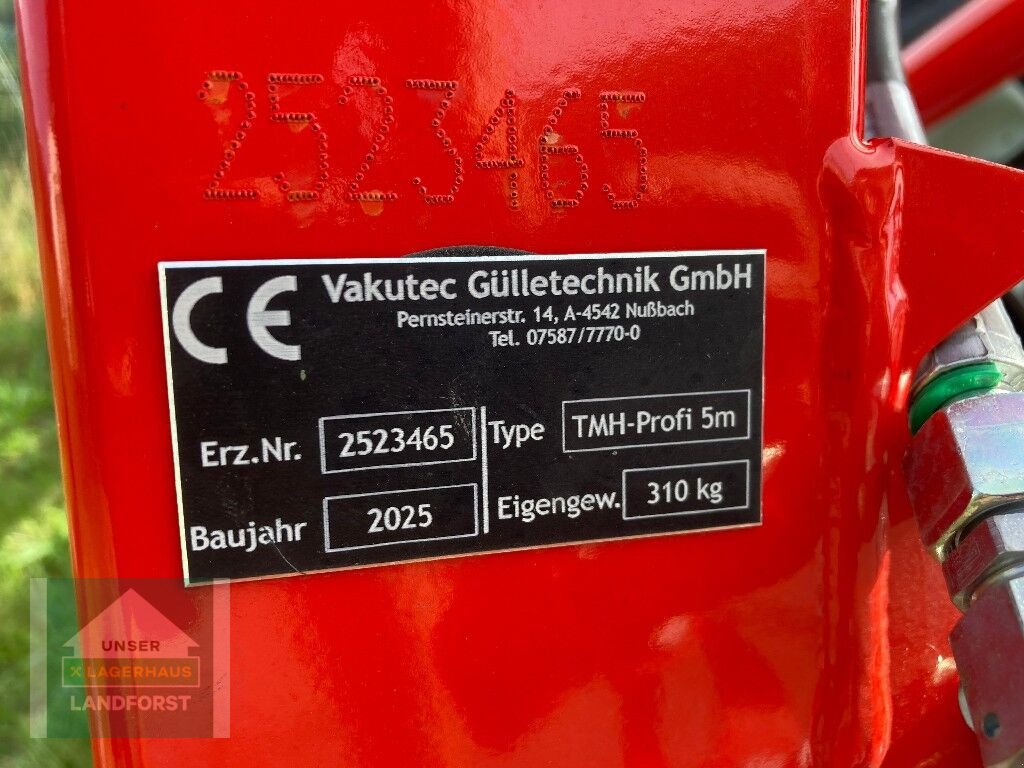 2523465
CE Vakutec Gülletechnik GmbH
Pernsteinerstr. 14, A-4542 Nußbach
Tel. 07587/7770-0
Erz.Nr. 2523465 Type TMH-Profi 5m
Baujahr 2025 Eigengew. 310 kg
UNSER
X LAGERHAUS
LANDFORST